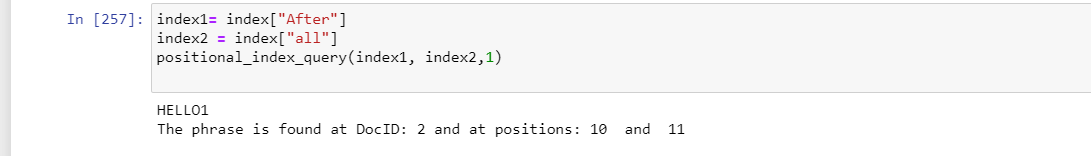 In [257]: index1= index["After"]
index2 = index["all"]
positional_index_query(index1, index2,1)
HELLO1
The phrase is found at DocID: 2 and at positions: 10  and  11